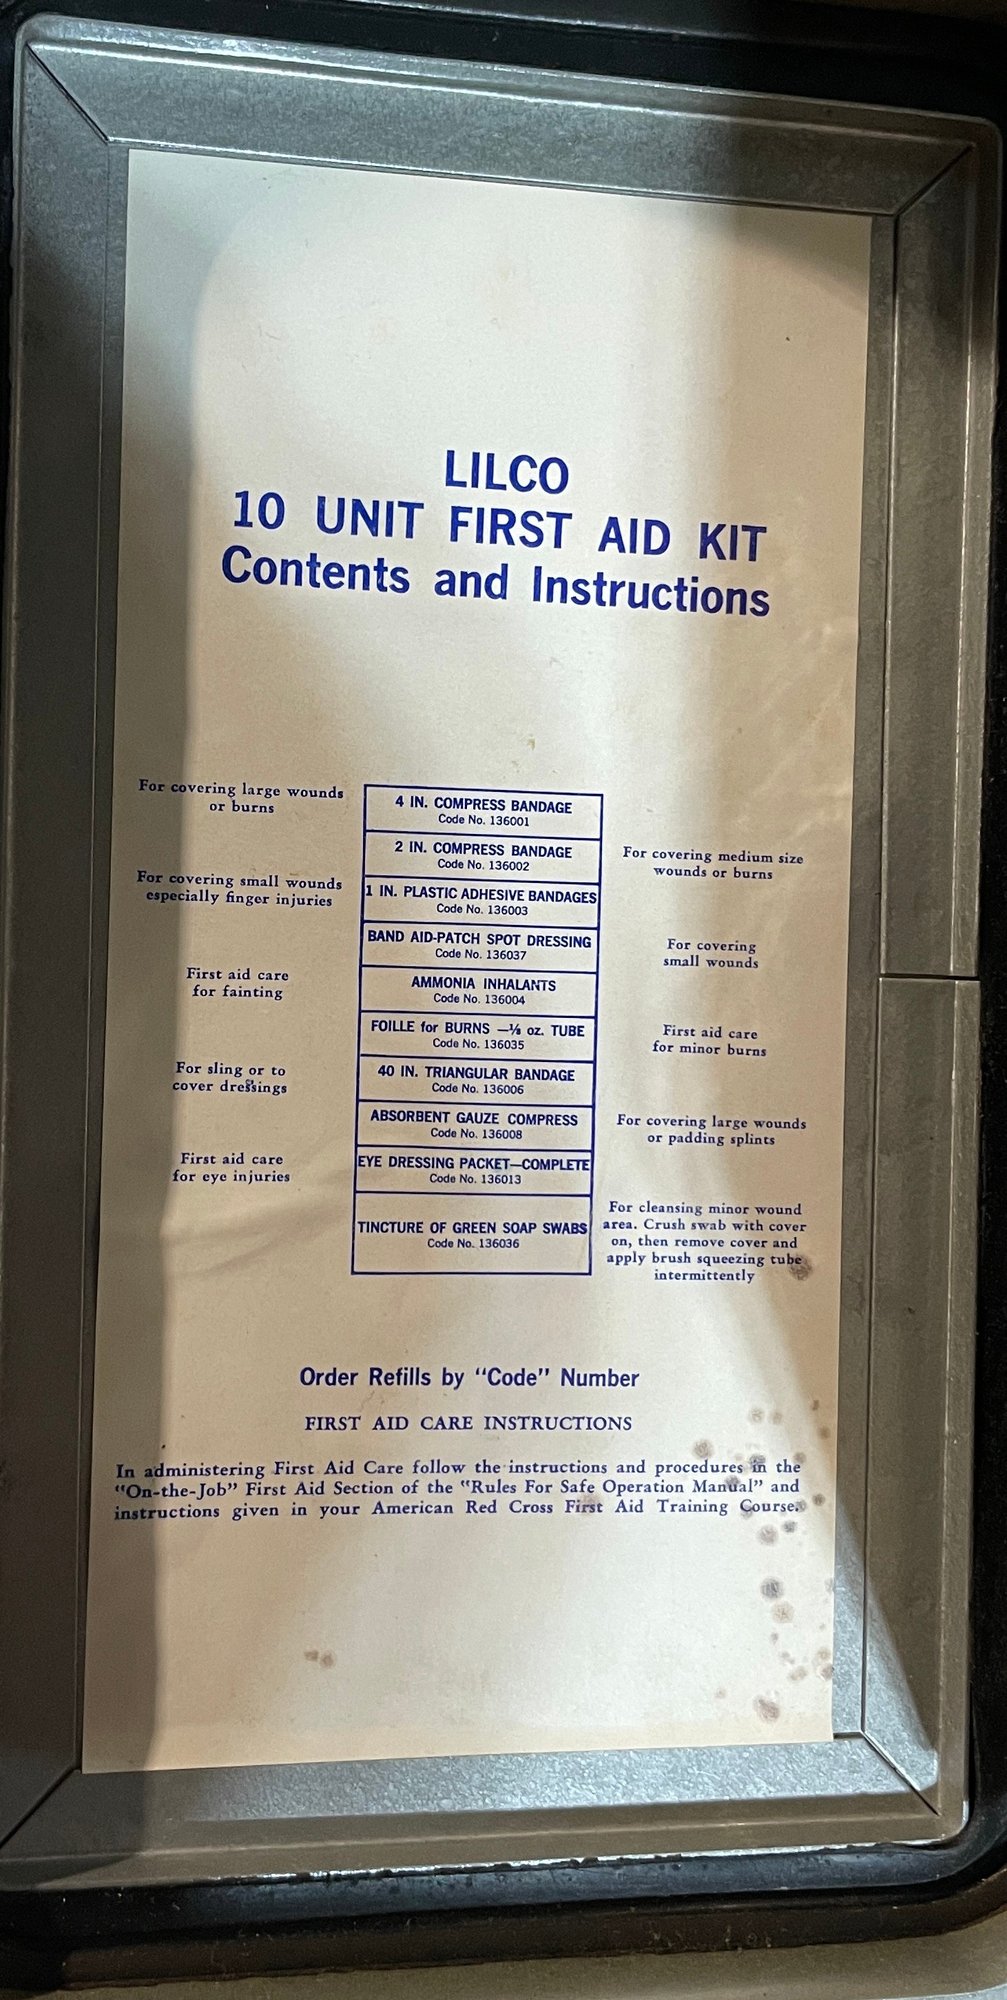 LILCO
10 UNIT FIRST AID KIT
Contents and Instructions
For covering large wounds
or burns
4 IN. COMPRESS BANDAGE
Code No. 136001
2 IN. COMPRESS BANDAGE
Code No. 136002
For covering medium size
wounds or burns
For covering small wounds
especially finger injuries
1 IN. PLASTIC ADHESIVE BANDAGES
Code No. 136003
BAND AID-PATCH SPOT DRESSING
Code No. 136037
For covering
small wounds
First aid care
for fainting
AMMONIA INHALANTS
Code No. 136004
FOILLE for BURNS —⅛ oz. TUBE
Code No. 136035
First aid care
for minor burns
For sling or to
cover dressings
40 IN. TRIANGULAR BANDAGE
Code No. 136006
ABSORBENT GAUZE COMPRESS
Code No. 136008
For covering large wounds
or padding splints
First aid care
for eye injuries
EYE DRESSING PACKET—COMPLETE
Code No. 136013
TINCTURE OF GREEN SOAP SWABS
Code No. 136036
For cleansing minor wound
area. Crush swab with cover
on, then remove cover and
apply brush squeezing tube
intermittently
Order Refills by "Code" Number
FIRST AID CARE INSTRUCTIONS
In administering First Aid Care follow the instructions and procedures in the
"On-the-Job" First Aid Section of the "Rules For Safe Operation Manual" and
instructions given in your American Red Cross First Aid Training Course.